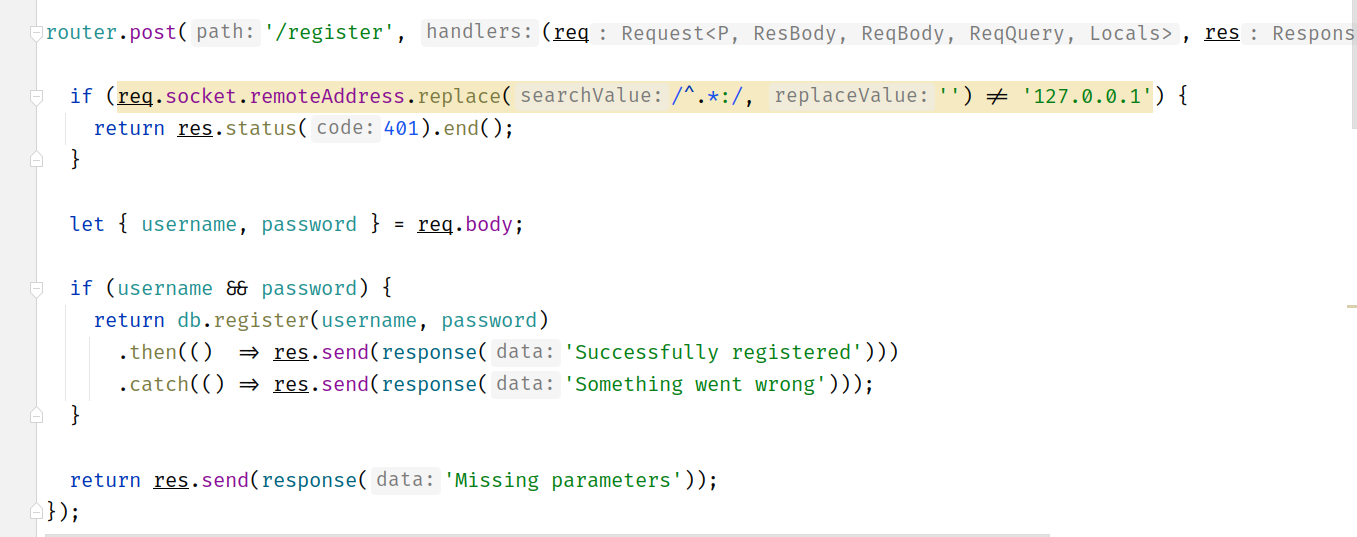 router.post( path: '/register', handlers: (req : Request<P, ResBody, ReqBody, ReqQuery, Locals> , res : Respons
if (req.socket.remoteAddress.replace( searchValue: /^.*:/, replaceValue: '') ≠ '127.0.0.1') {
return res.status( code: 401).end();
}
let { username, password } = req.body;
if (username && password) {
return db.register(username, password)
.then(() ⇒ res.send(response( data: 'Successfully registered')))
.catch(() ⇒ res.send(response( data: 'Something went wrong')));
}
return res.send(response( data: 'Missing parameters'));
});